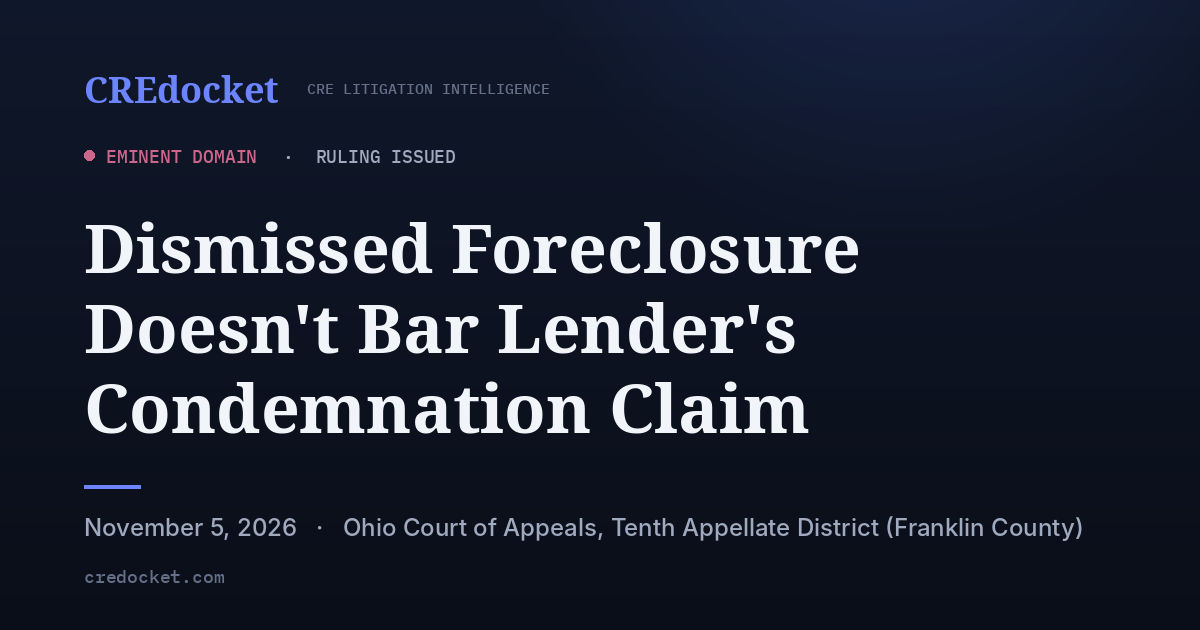 CREdocket CRE LITIGATION INTELLIGENCE
EMINENT DOMAIN · RULING ISSUED
Dismissed Foreclosure
Doesn't Bar Lender's
Condemnation Claim
November 5, 2026 · Ohio Court of Appeals, Tenth Appellate District (Franklin County)
credocket.com